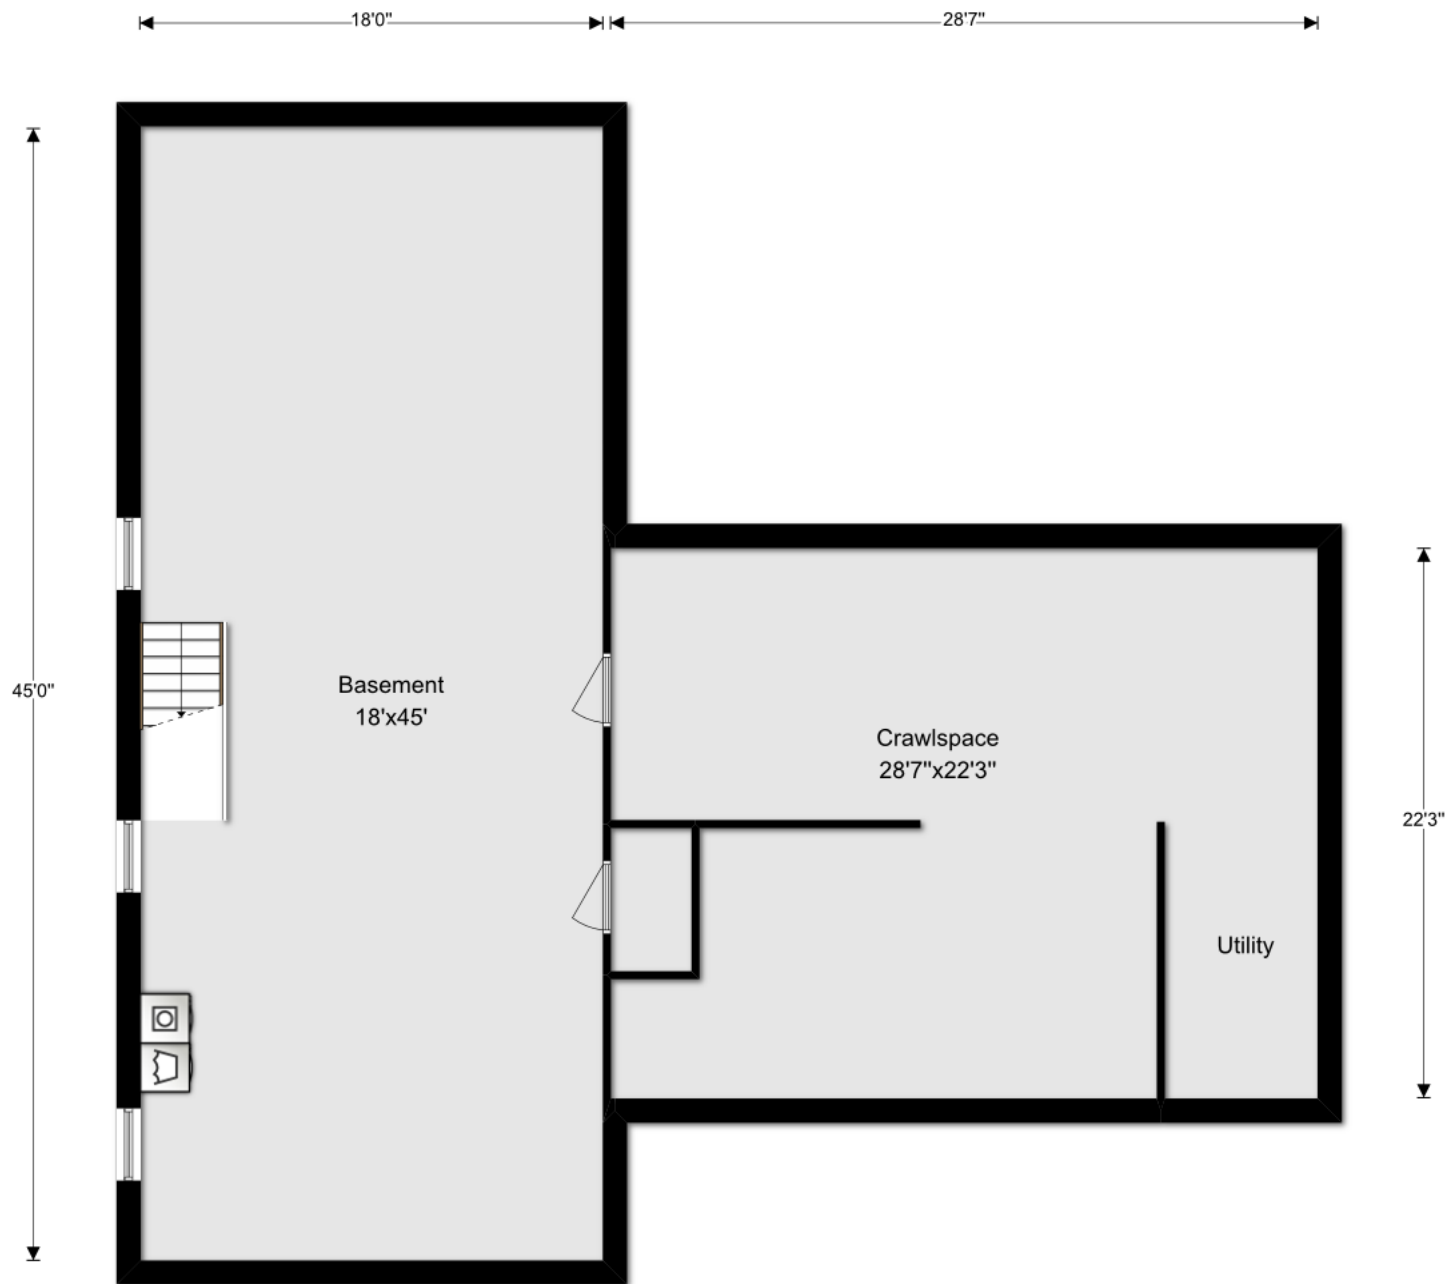 18'0"
28'7"
45'0"
Basement
18'x45'
Crawlspace
28'7"x22'3"
22'3"
Utility